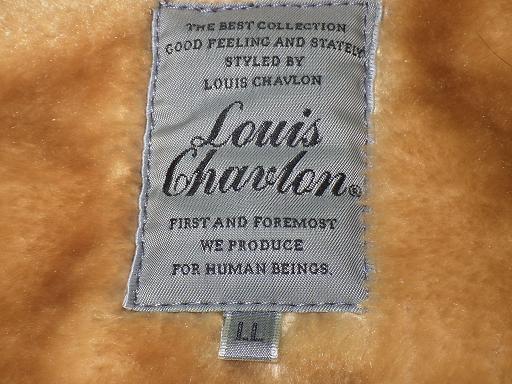 THE BEST COLLECTION
GOOD FEELING AND STATELY
STYLED BY
LOUIS CHAVLON
Louis
Chavlon®
FIRST AND FOREMOST
WE PRODUCE
FOR HUMAN BEINGS.
LL